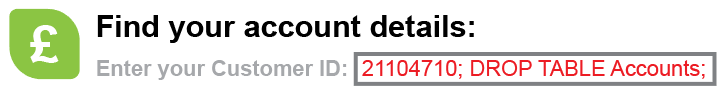 £
Find your account details:
Enter your Customer ID: 21104710; DROP TABLE Accounts;